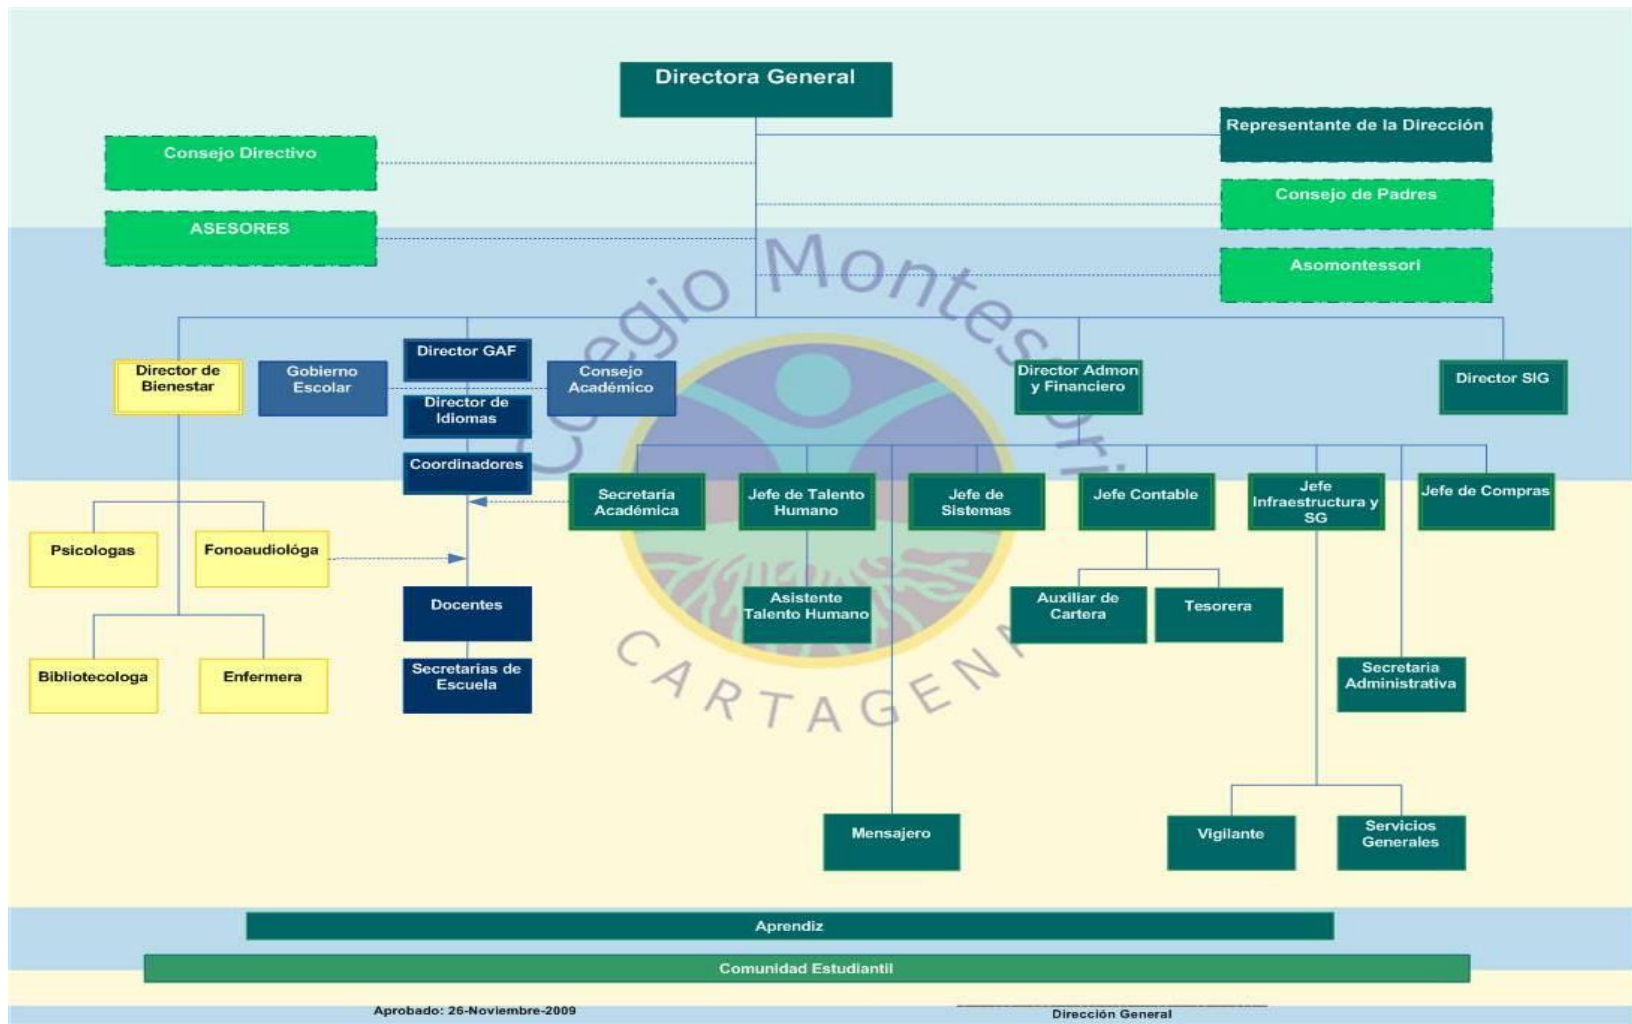 Directora General
Representante de la Dirección
Consejo Directivo
Consejo de Padres
ASESORES
Asomontessori
Colegio Montessori
CARTAGENA
Director GAF
Director de
Bienestar
Gobierno
Escolar
Consejo
Académico
Director Admon
y Financiero
Director SIG
Director de
Idiomas
Coordinadores
Secretaría
Académica
Jefe de Talento
Humano
Jefe de
Sistemas
Jefe Contable
Jefe
Infraestructura y
SG
Jefe de Compras
Psicologas
Fonoaudiológa
Docentes
Asistente
Talento Humano
Auxiliar de
Cartera
Tesorera
Bibliotecologa
Enfermera
Secretarias de
Escuela
Secretaria
Administrativa
Mensajero
Vigilante
Servicios
Generales
Aprendiz
Comunidad Estudiantil
Aprobado: 26-Noviembre-2009
Dirección General